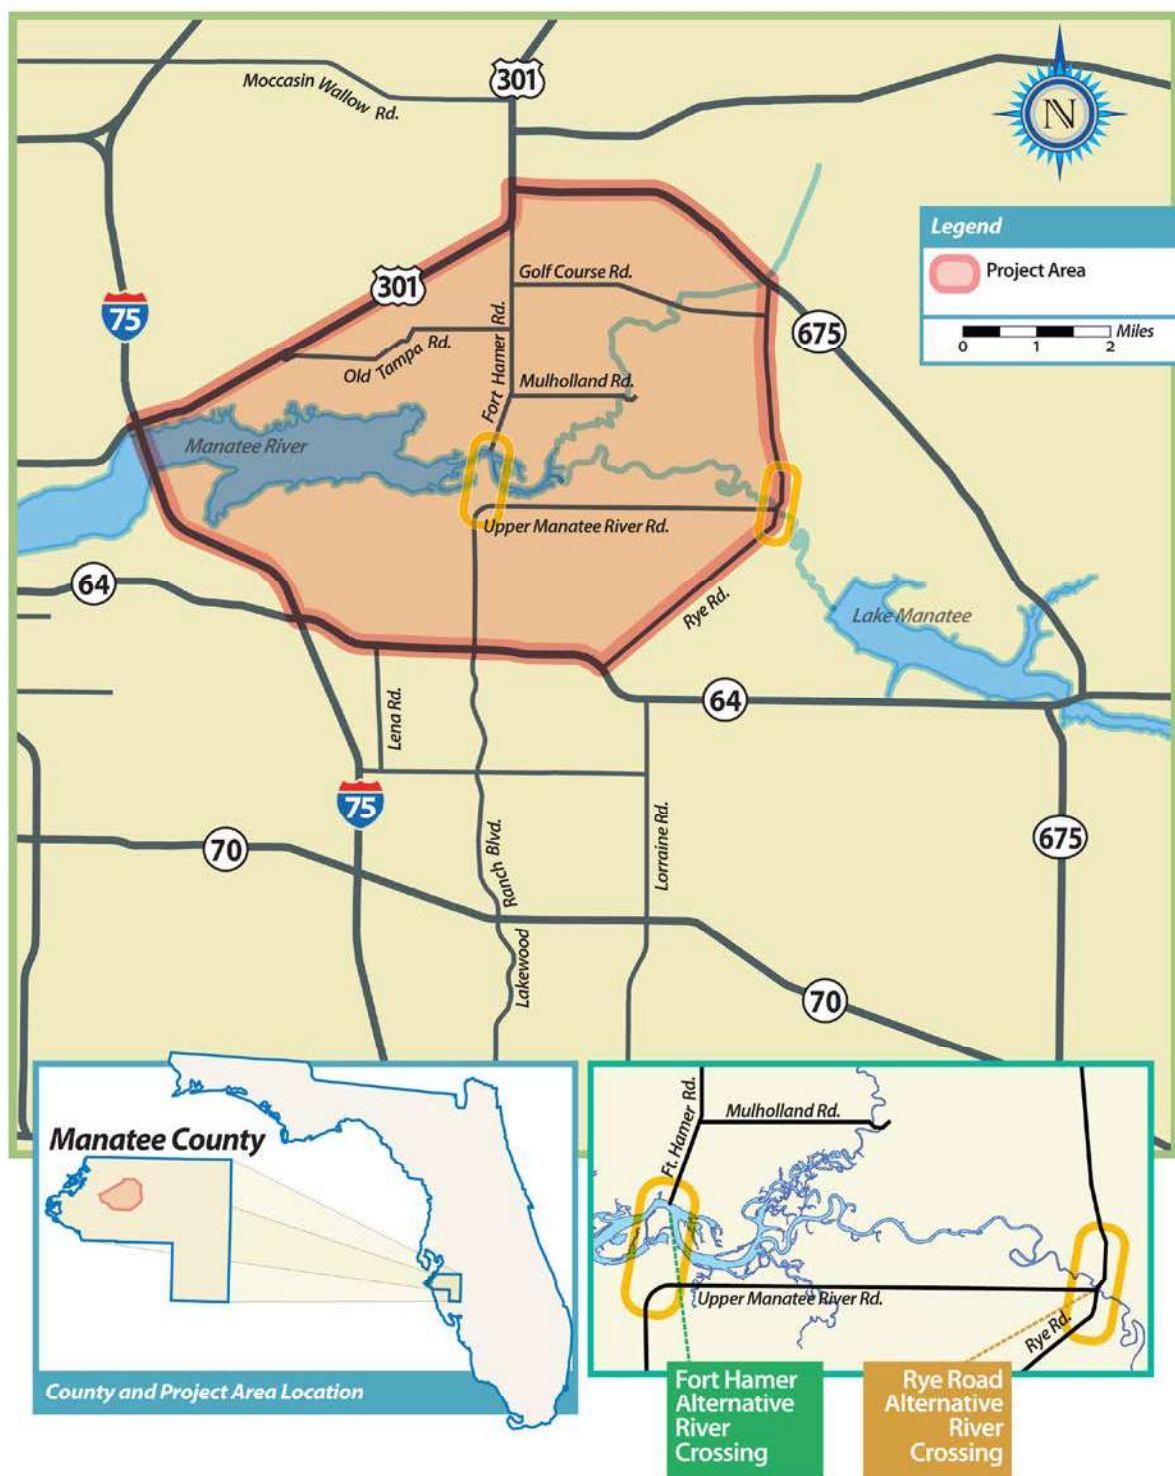 301
Moccasin Wallow Rd.
N
Legend
Project Area
Miles
0 1 2
301
75
Golf Course Rd.
675
Old Tampa Rd.
Fort Hamer Rd.
Mulholland Rd.
Manatee River
Upper Manatee River Rd.
64
Rye Rd.
Lake Manatee
64
Lena Rd.
75
Lorraine Rd.
675
70
Ranch Blvd.
Lakewood
70
Manatee County
County and Project Area Location
Ft. Hamer Rd.
Mulholland Rd.
Upper Manatee River Rd.
Rye Rd.
Fort Hamer
Alternative
River
Crossing
Rye Road
Alternative
River
Crossing